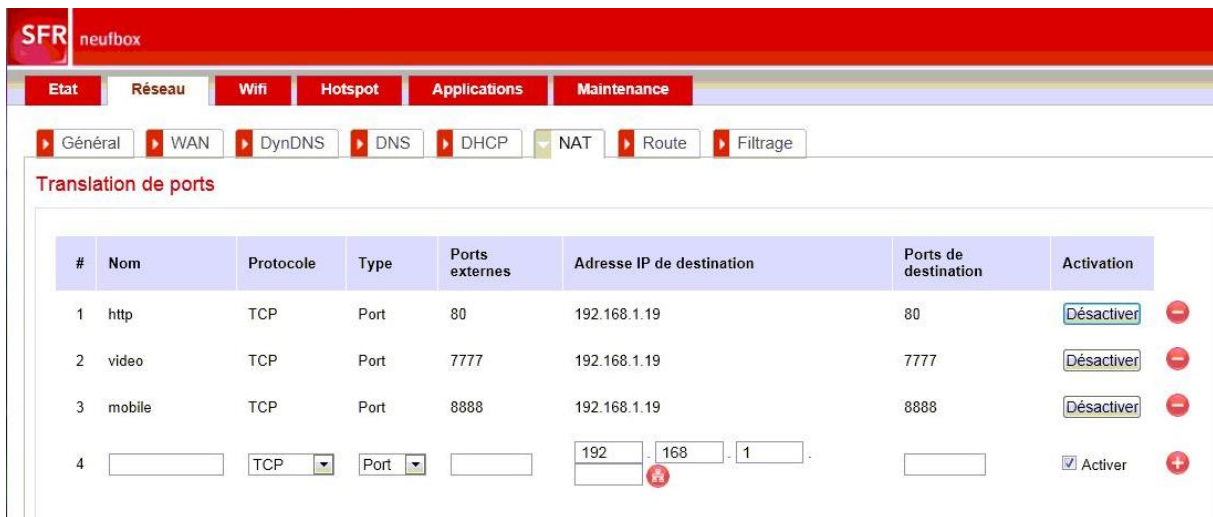 SFR neufbox
Etat Réseau Wifi Hotspot Applications Maintenance
Général WAN DynDNS DNS DHCP NAT Route Filtrage
Translation de ports
# Nom Protocole Type Ports externes Adresse IP de destination Ports de destination Activation
1 http TCP Port 80 192.168.1.19 80 Désactiver
2 video TCP Port 7777 192.168.1.19 7777 Désactiver
3 mobile TCP Port 8888 192.168.1.19 8888 Désactiver
4 TCP Port 192 . 168 . 1 . Activer